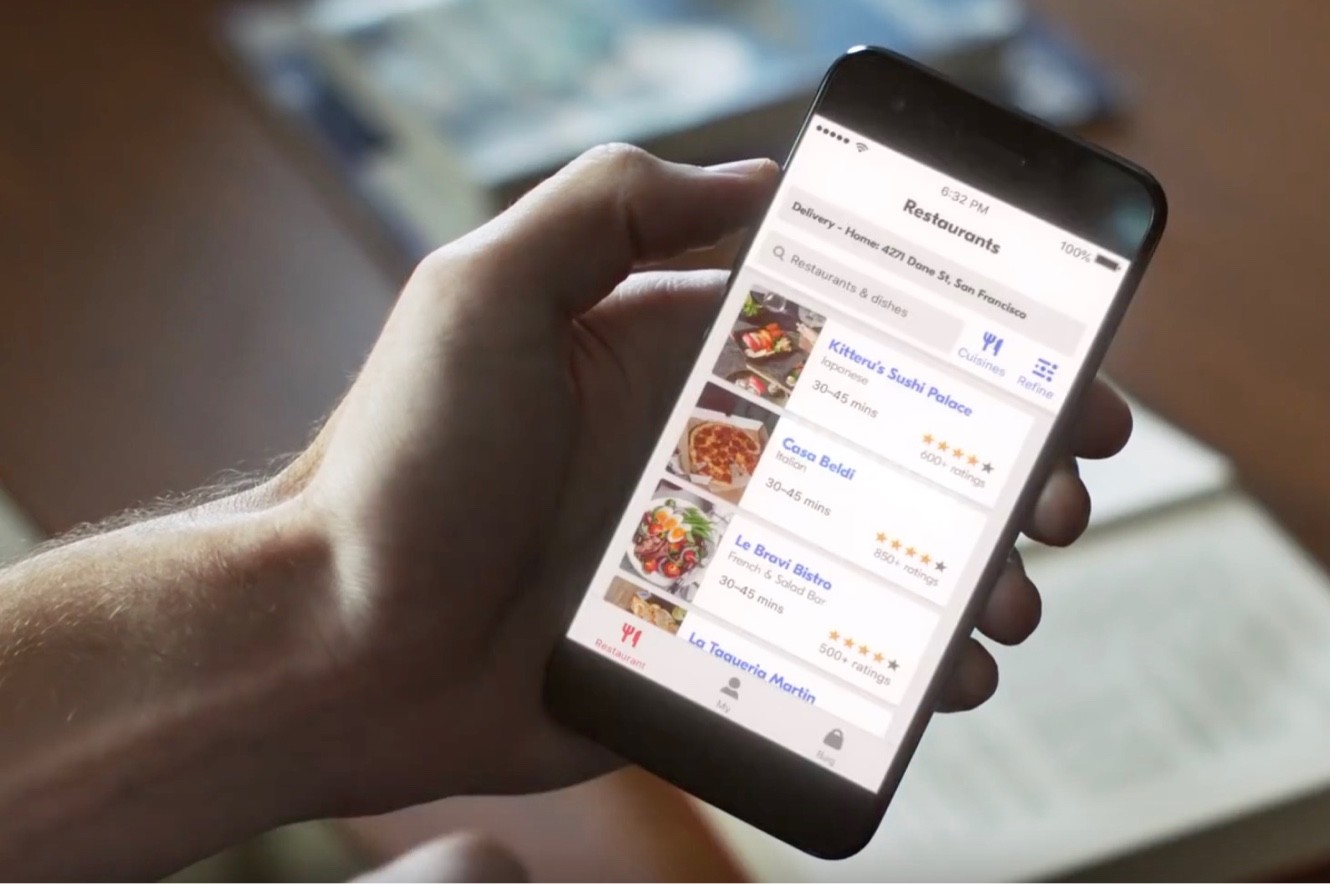 6:32 PM
100%
Restaurants
Delivery - Home: 4271 Dane St, San Francisco
Restaurants & dishes
Cuisines
Refine
Kitteru's Sushi Palace
Japanese
30-45 mins
600+ ratings
Casa Beldi
Italian
30-45 mins
850+ ratings
Le Bravi Bistro
French & Salad Bar
30-45 mins
500+ ratings
La Taqueria Martin
Restaurant
My